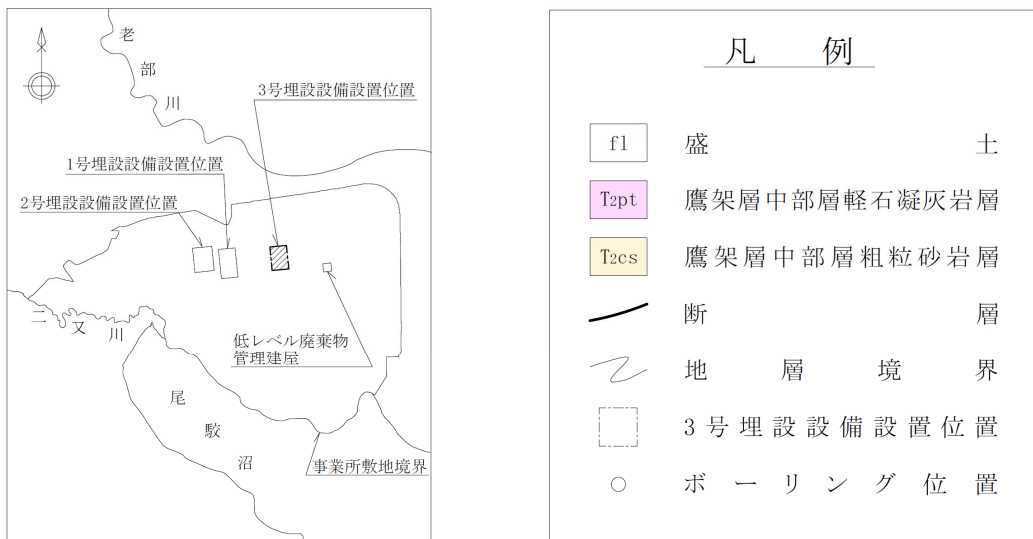 老部川
3号埋設設備設置位置
1号埋設設備設置位置
2号埋設設備設置位置
二又川
低レベル廃棄物
管理建屋
尾駮沼
事業所敷地境界
凡例
fl 盛土
T2pt 鷹架層中部層軽石凝灰岩層
T2cs 鷹架層中部層粗粒砂岩層
断層
地層境界
3号埋設設備設置位置
ボーリング位置